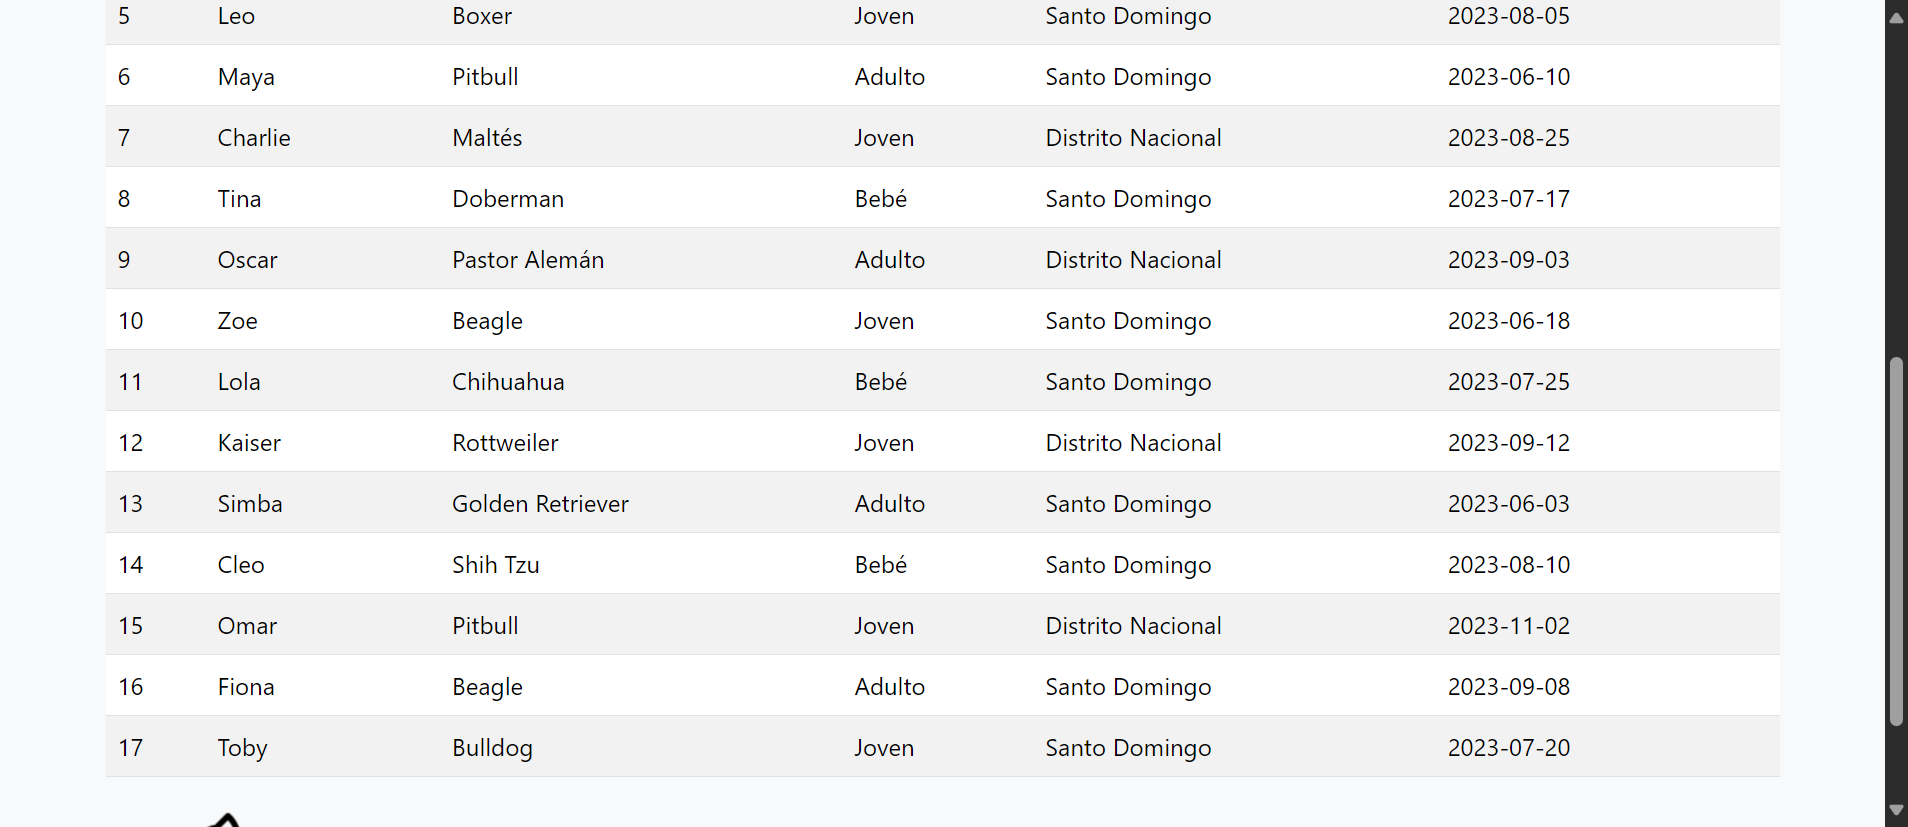 5 Leo Boxer Joven Santo Domingo 2023-08-05
6 Maya Pitbull Adulto Santo Domingo 2023-06-10
7 Charlie Maltés Joven Distrito Nacional 2023-08-25
8 Tina Doberman Bebé Santo Domingo 2023-07-17
9 Oscar Pastor Alemán Adulto Distrito Nacional 2023-09-03
10 Zoe Beagle Joven Santo Domingo 2023-06-18
11 Lola Chihuahua Bebé Santo Domingo 2023-07-25
12 Kaiser Rottweiler Joven Distrito Nacional 2023-09-12
13 Simba Golden Retriever Adulto Santo Domingo 2023-06-03
14 Cleo Shih Tzu Bebé Santo Domingo 2023-08-10
15 Omar Pitbull Joven Distrito Nacional 2023-11-02
16 Fiona Beagle Adulto Santo Domingo 2023-09-08
17 Toby Bulldog Joven Santo Domingo 2023-07-20